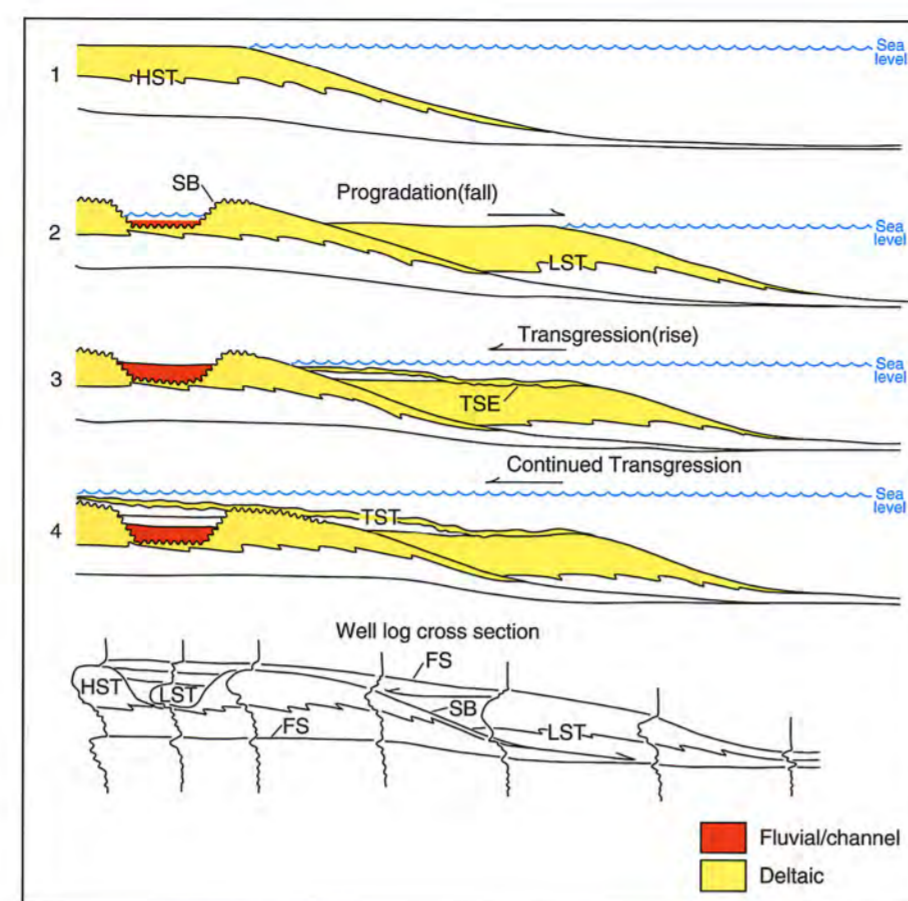 Sea
level
1
HST
SB
Progradation(fall)
Sea
level
2
LST
Transgression(rise)
Sea
level
3
TSE
Continued Transgression
Sea
level
TST
4
Well log cross section
FS
HST
LST
SB
LST
FS
Fluvial/channel
Deltaic